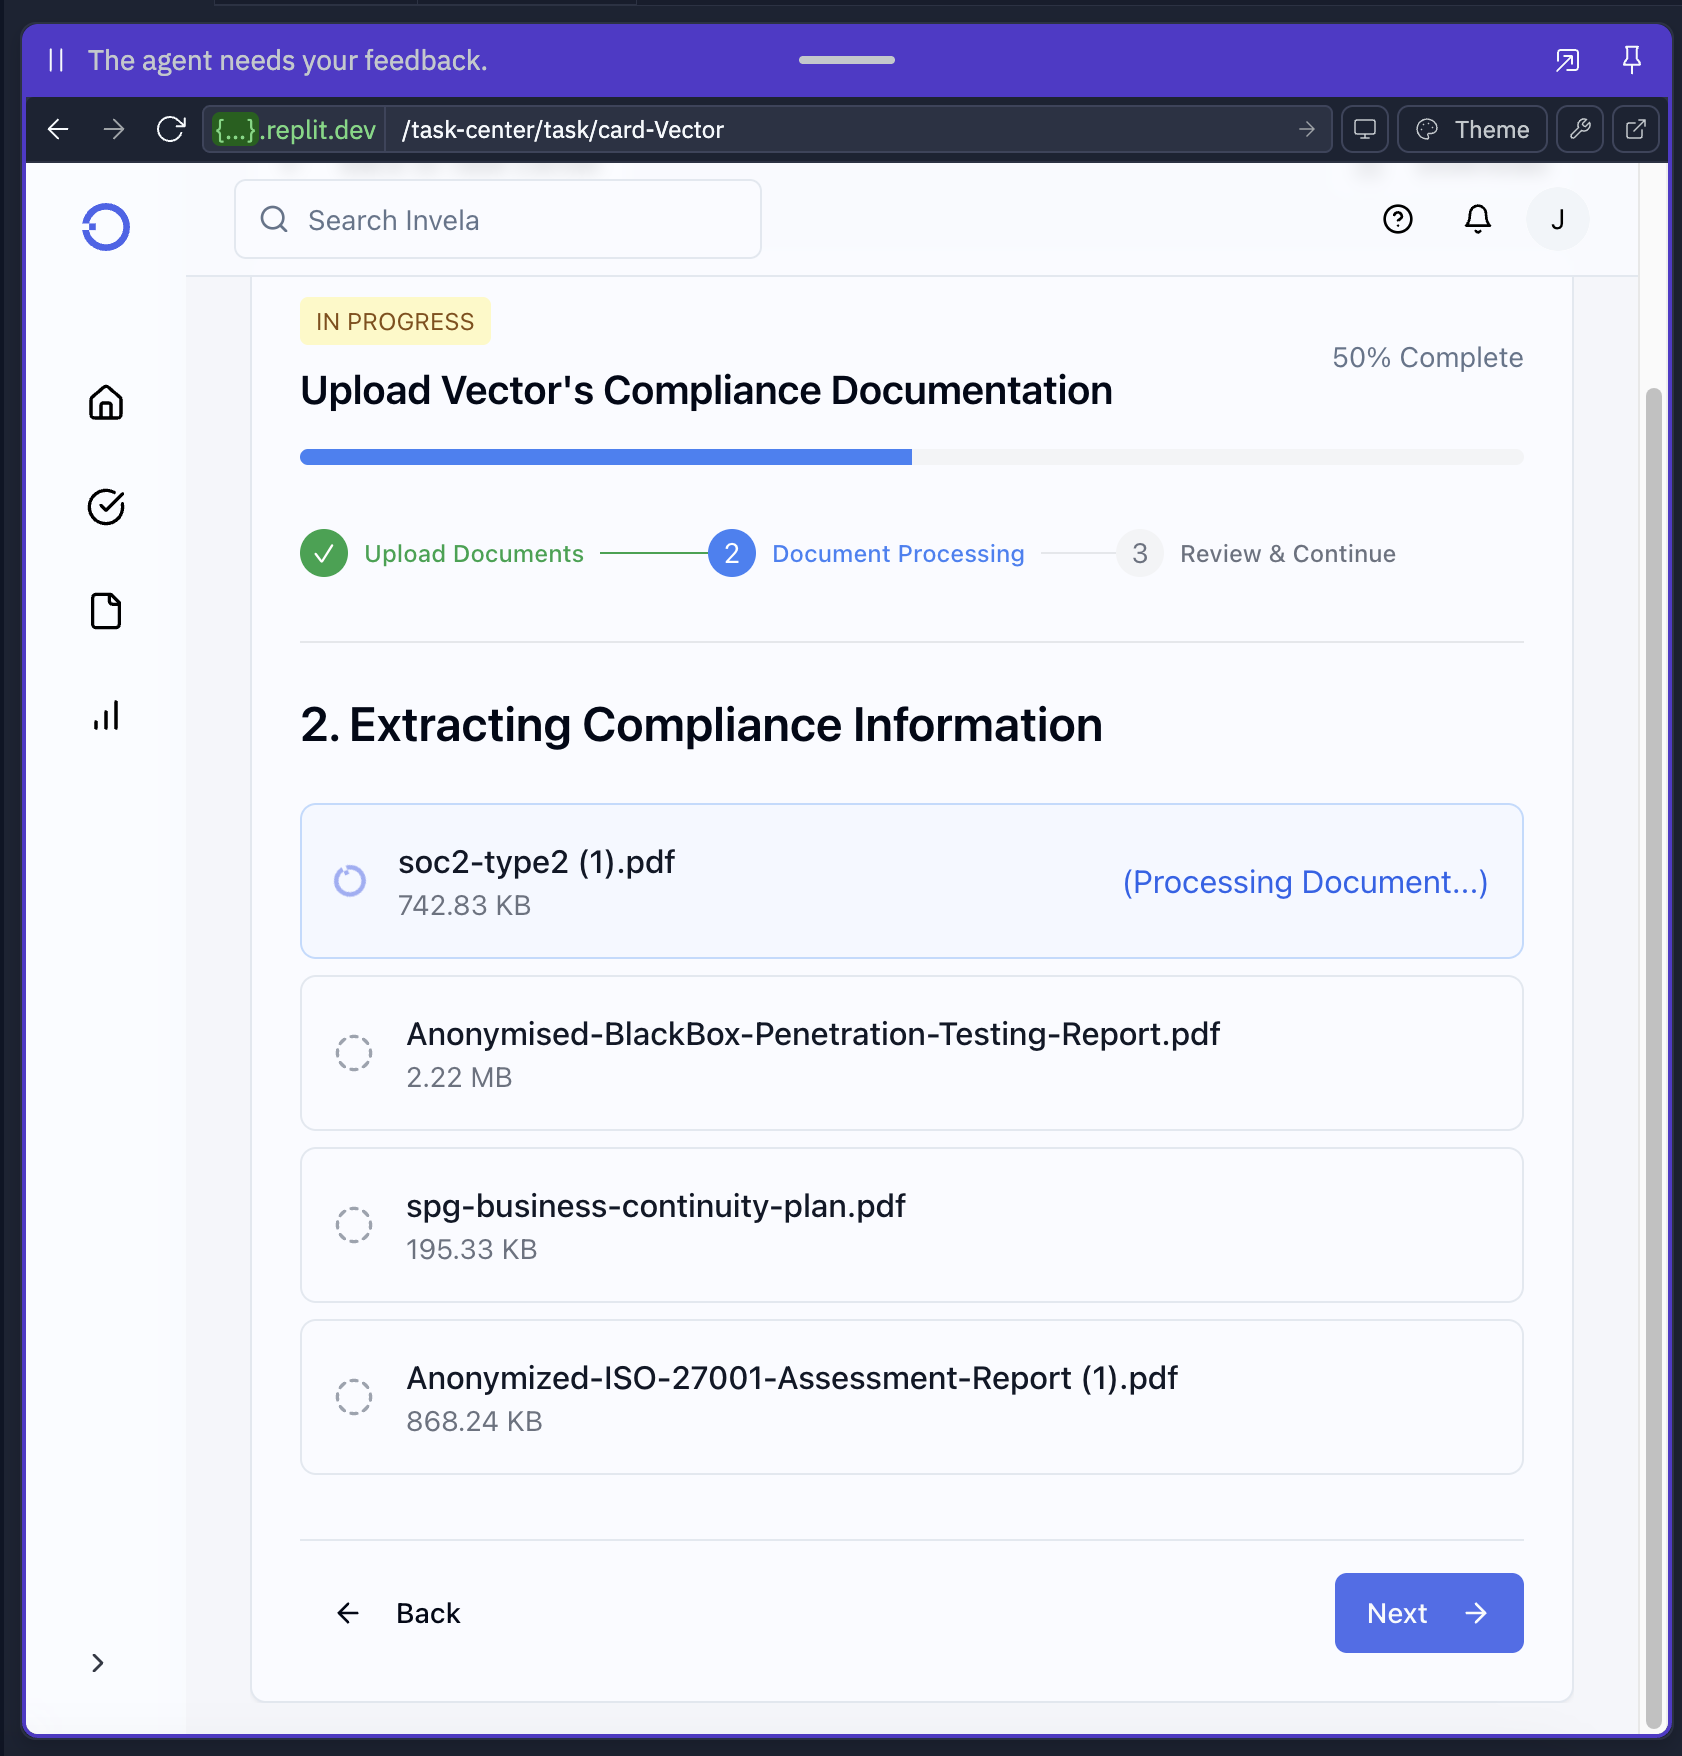 The agent needs your feedback.
{...}.replit.dev /task-center/task/card-Vector Theme
Search Invela J
IN PROGRESS
50% Complete
Upload Vector's Compliance Documentation
Upload Documents 2 Document Processing 3 Review & Continue
2. Extracting Compliance Information
soc2-type2 (1).pdf
742.83 KB
(Processing Document...)
Anonymised-BlackBox-Penetration-Testing-Report.pdf
2.22 MB
spg-business-continuity-plan.pdf
195.33 KB
Anonymized-ISO-27001-Assessment-Report (1).pdf
868.24 KB
Back Next